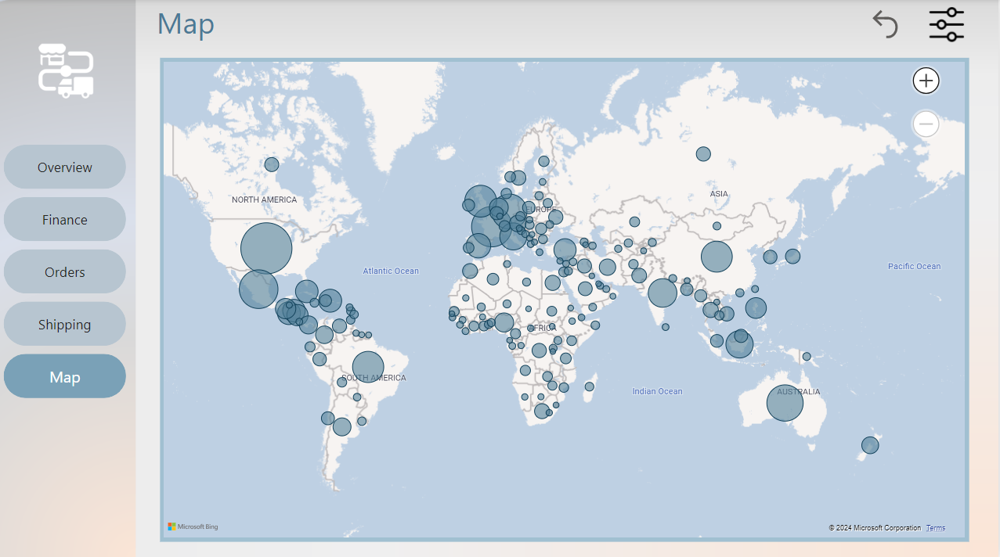 Map
Overview
Finance
Orders
Shipping
Map
NORTH AMERICA
EUROPE
ASIA
Atlantic Ocean
Pacific Ocean
AFRICA
SOUTH AMERICA
Indian Ocean
AUSTRALIA
Microsoft Bing
© 2024 Microsoft Corporation Terms